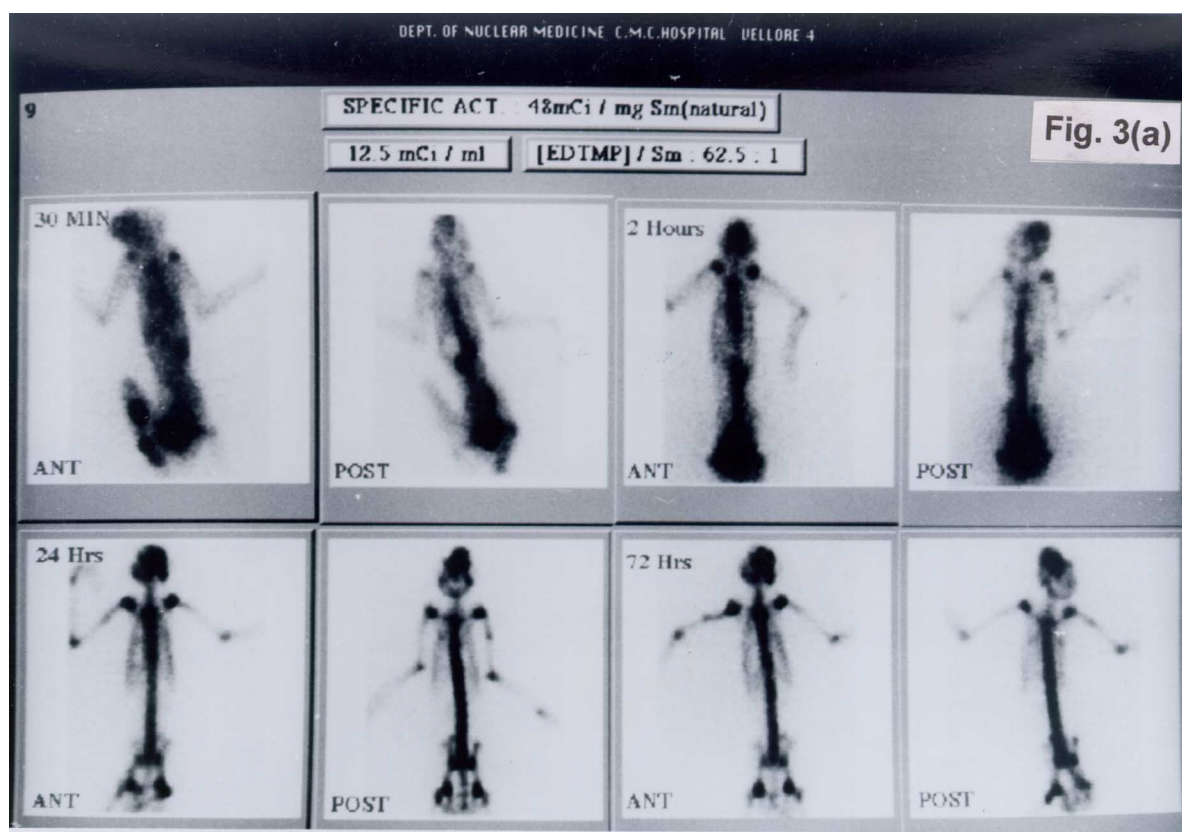 DEPT. OF NUCLEAR MEDICINE C.M.C.HOSPITAL VELLORE 4
9
SPECIFIC ACT. 48mCi / mg Sm(natural)
Fig. 3(a)
12.5 mCi / ml
[EDTMP] / Sm : 62.5 : 1
30 MIN
2 Hours
ANT
POST
ANT
POST
24 Hrs
72 Hrs
ANT
POST
ANT
POST